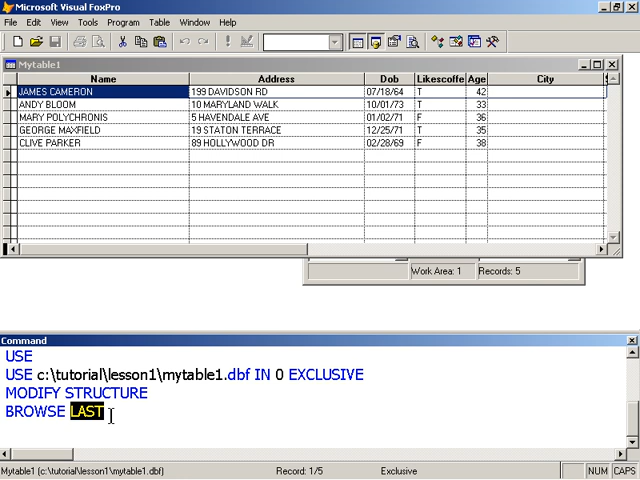 Microsoft Visual FoxPro
File Edit View Tools Program Table Window Help
Mytable1
Name Address Dob Likescoffe Age City
JAMES CAMERON 199 DAVIDSON RD 07/18/64 T 42
ANDY BLOOM 10 MARYLAND WALK 10/01/73 T 33
MARY POLYCHRONIS 5 HAVENDALE AVE 01/02/71 F 36
GEORGE MAXFIELD 19 STATON TERRACE 12/25/71 T 35
CLIVE PARKER 89 HOLLYWOOD DR 02/28/69 F 38
Work Area: 1 Records: 5
Command
USE
USE c:\tutorial\lesson1\mytable1.dbf IN 0 EXCLUSIVE
MODIFY STRUCTURE
BROWSE LAST
Mytable1 (c:\tutorial\lesson1\mytable1.dbf) Record: 1/5 Exclusive NUM CAPS